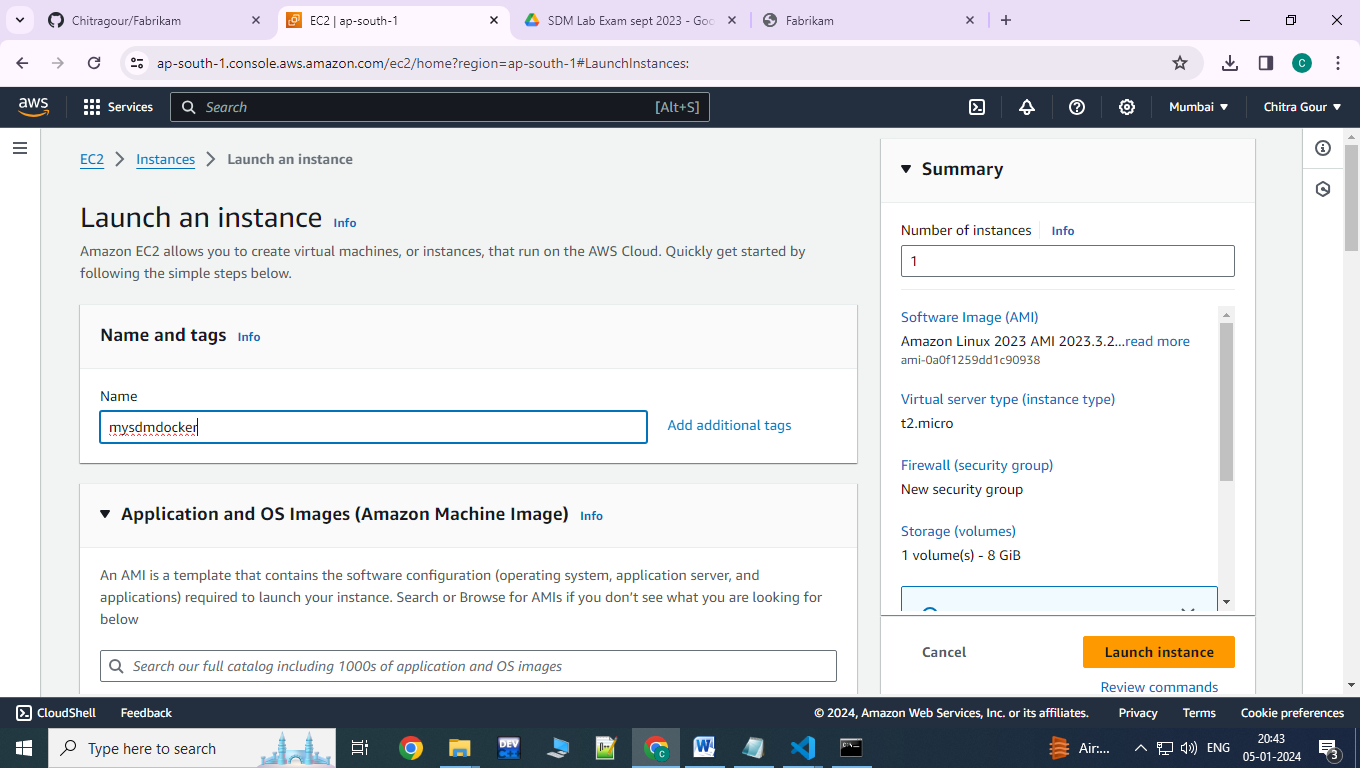 Chitragour/Fabrikam
EC2 | ap-south-1
SDM Lab Exam sept 2023 - Goo
Fabrikam
ap-south-1.console.aws.amazon.com/ec2/home?region=ap-south-1#LaunchInstances:
C
aws
Services
Search
[Alt+S]
Mumbai
Chitra Gour
EC2
Instances
Launch an instance
Launch an instance Info
Amazon EC2 allows you to create virtual machines, or instances, that run on the AWS Cloud. Quickly get started by
following the simple steps below.
Name and tags Info
Name
mysdmdocker
Add additional tags
Application and OS Images (Amazon Machine Image) Info
An AMI is a template that contains the software configuration (operating system, application server, and
applications) required to launch your instance. Search or Browse for AMIs if you don't see what you are looking for
below
Search our full catalog including 1000s of application and OS images
Summary
Number of instances Info
1
Software Image (AMI)
Amazon Linux 2023 AMI 2023.3.2...read more
ami-0a0f1259dd1c90938
Virtual server type (instance type)
t2.micro
Firewall (security group)
New security group
Storage (volumes)
1 volume(s) - 8 GiB
Cancel
Launch instance
Review commands
CloudShell
Feedback
© 2024, Amazon Web Services, Inc. or its affiliates.
Privacy
Terms
Cookie preferences
Type here to search
DEV
C
W
Air:...
ENG
20:43
05-01-2024
3